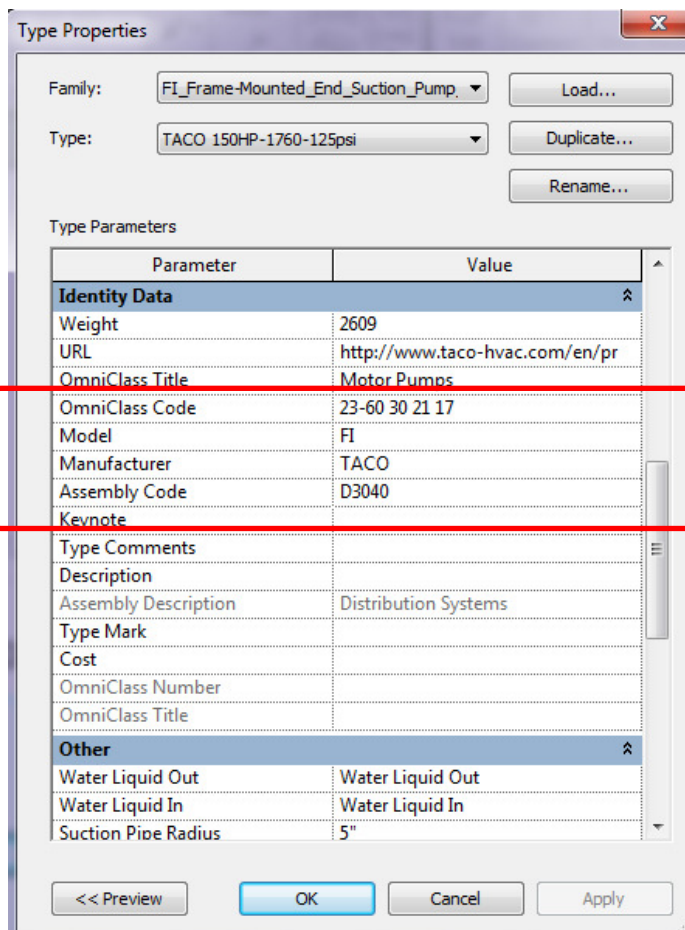 Type Properties
Family: FI_Frame-Mounted_End_Suction_Pump Load...
Type: TACO 150HP-1760-125psi Duplicate...
Rename...
Type Parameters
Parameter Value
Identity Data
Weight 2609
URL http://www.taco-hvac.com/en/pr
OmniClass Title Motor Pumps
OmniClass Code 23-60 30 21 17
Model FI
Manufacturer TACO
Assembly Code D3040
Keynote
Type Comments
Description
Assembly Description Distribution Systems
Type Mark
Cost
OmniClass Number
OmniClass Title
Other
Water Liquid Out Water Liquid Out
Water Liquid In Water Liquid In
Suction Pipe Radius 5"
<< Preview OK Cancel Apply